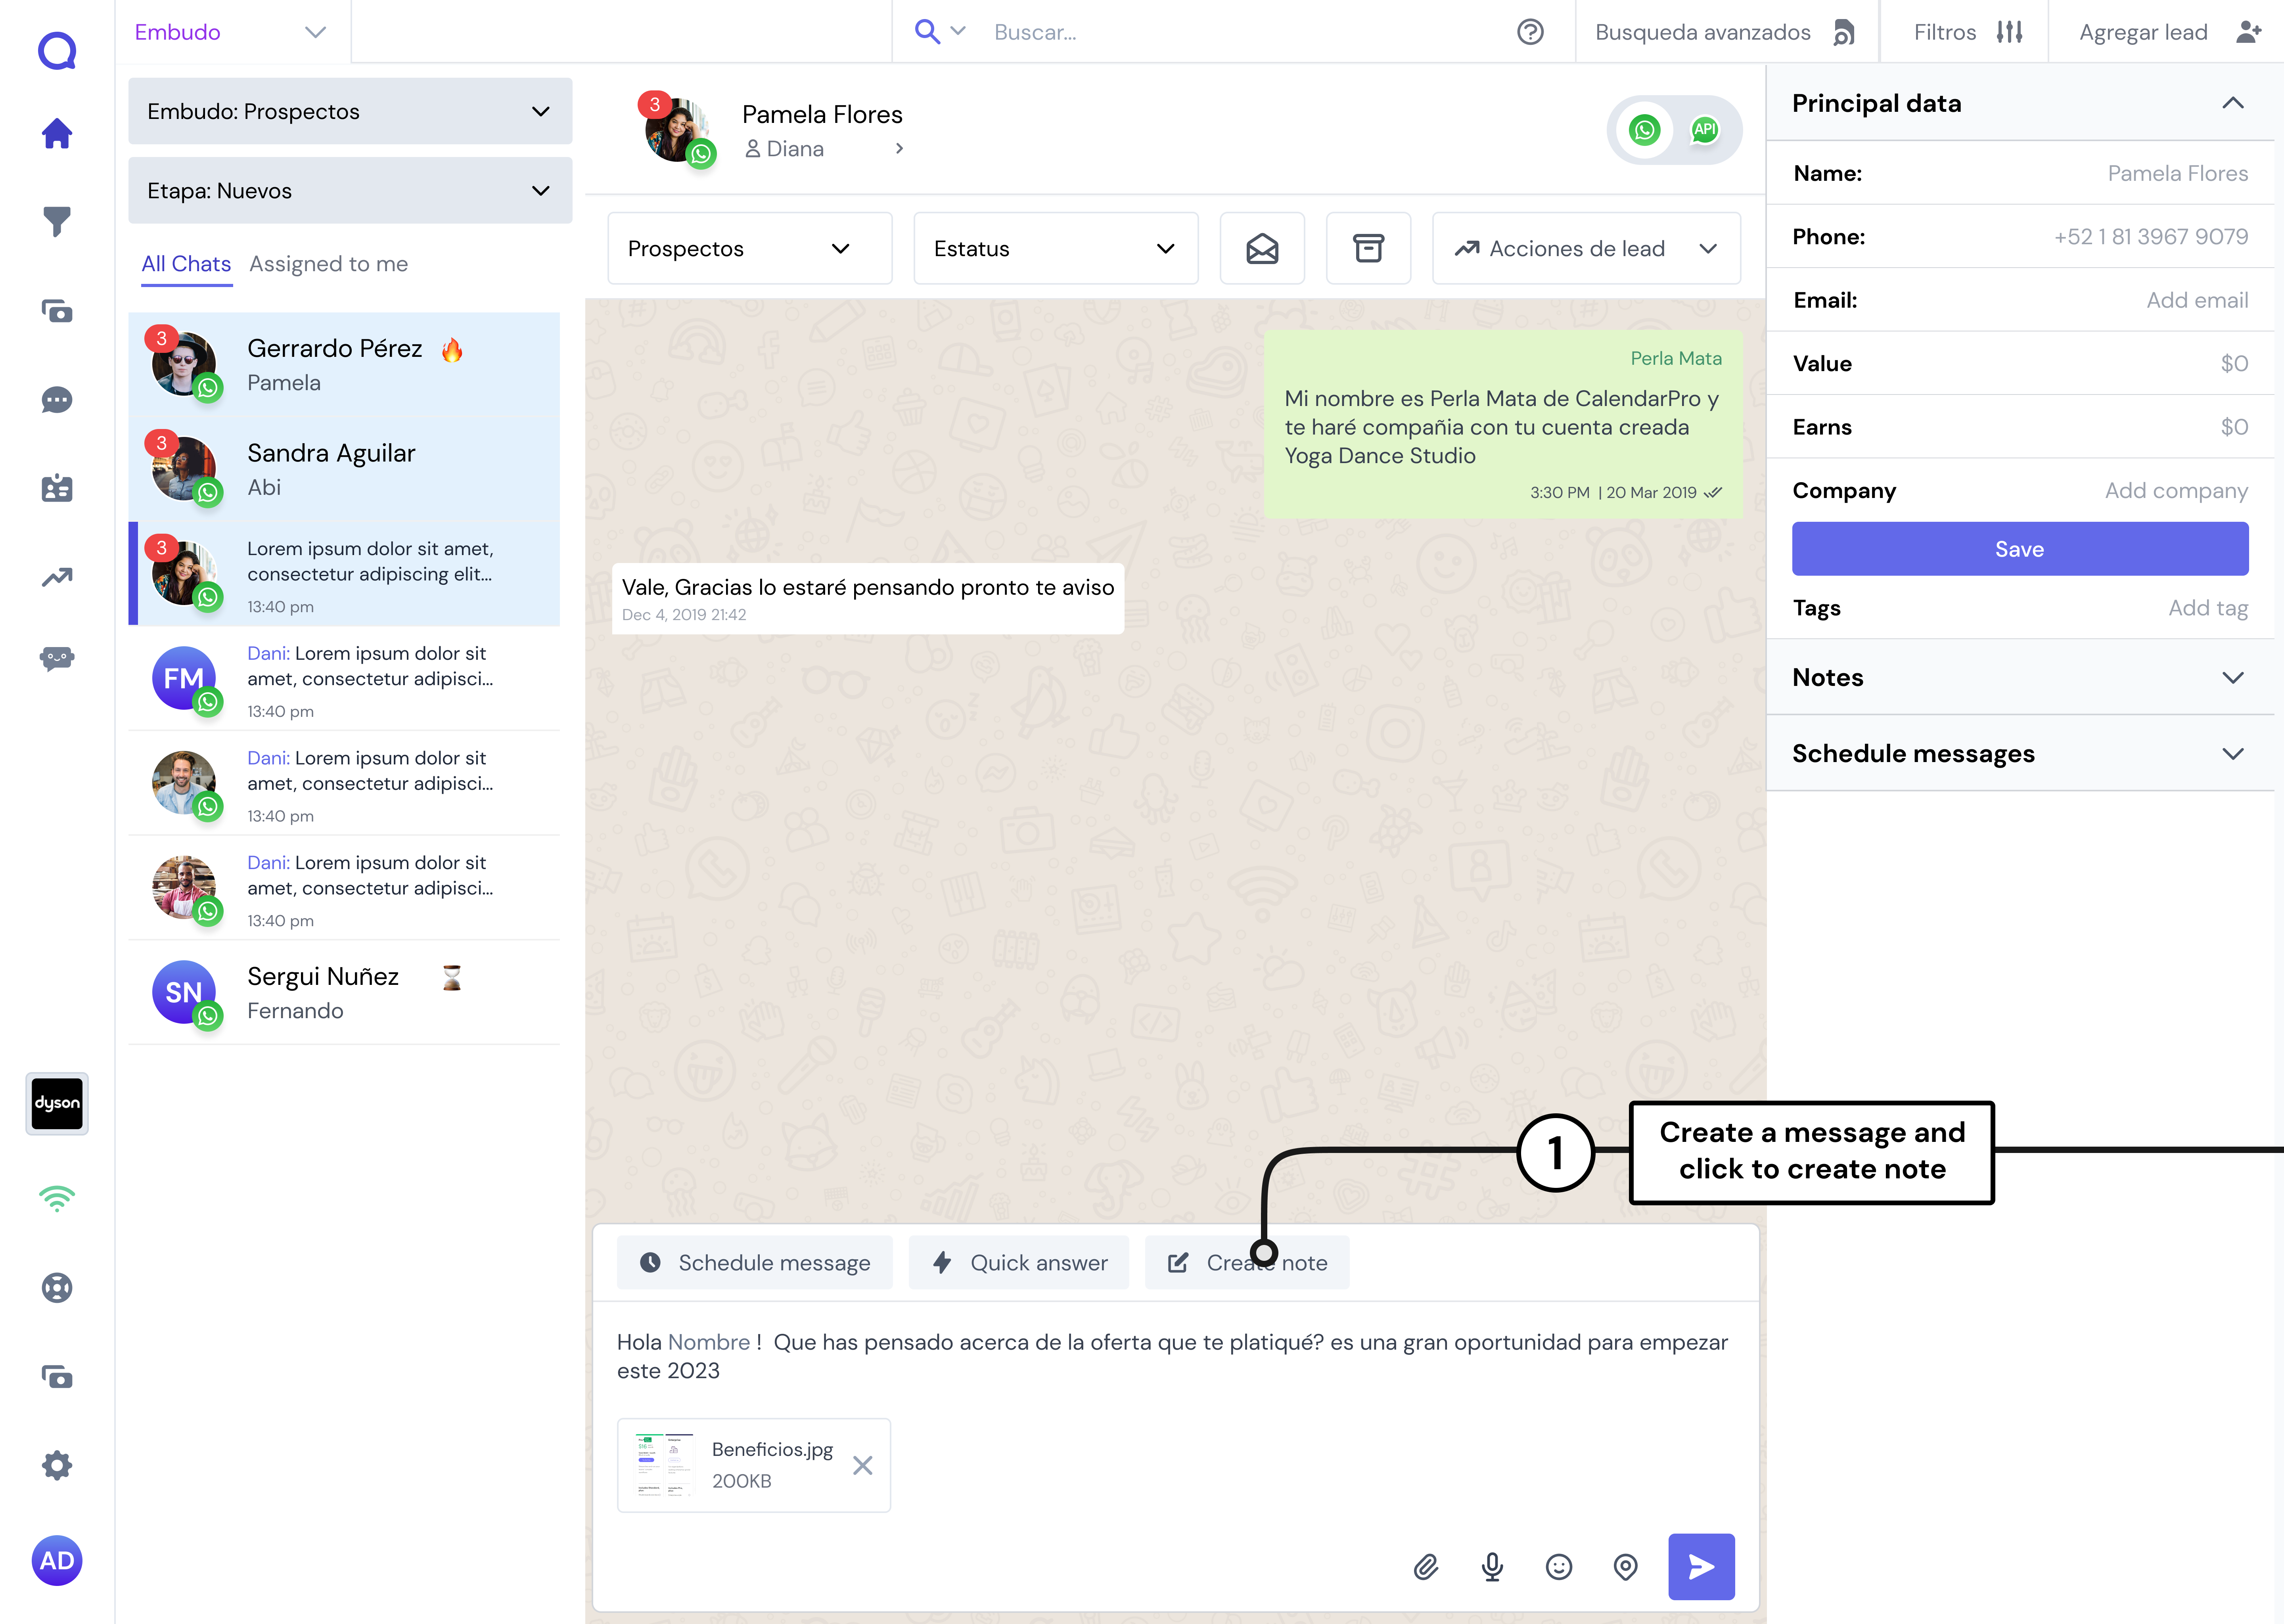 Embudo
Buscar...
Busqueda avanzados
Filtros
Agregar lead
Embudo: Prospectos
Etapa: Nuevos
All Chats
Assigned to me
3
Gerrardo Pérez
Pamela
3
Sandra Aguilar
Abi
3
Lorem ipsum dolor sit amet,
consectetur adipiscing elit...
13:40 pm
FM
Dani: Lorem ipsum dolor sit
amet, consectetur adipisci...
13:40 pm
Dani: Lorem ipsum dolor sit
amet, consectetur adipisci...
13:40 pm
Dani: Lorem ipsum dolor sit
amet, consectetur adipisci...
13:40 pm
SN
Sergui Nuñez
Fernando
dyson
AD
3
Pamela Flores
Diana
API
Prospectos
Estatus
Acciones de lead
Perla Mata
Mi nombre es Perla Mata de CalendarPro y
te haré compañia con tu cuenta creada
Yoga Dance Studio
3:30 PM | 20 Mar 2019
Vale, Gracias lo estaré pensando pronto te aviso
Dec 4, 2019 21:42
1
Create a message and
click to create note
Schedule message
Quick answer
Create note
Hola Nombre ! Que has pensado acerca de la oferta que te platiqué? es una gran oportunidad para empezar
este 2023
Beneficios.jpg
200KB
Principal data
Name: Pamela Flores
Phone: +52 1 81 3967 9079
Email: Add email
Value $0
Earns $0
Company Add company
Save
Tags Add tag
Notes
Schedule messages